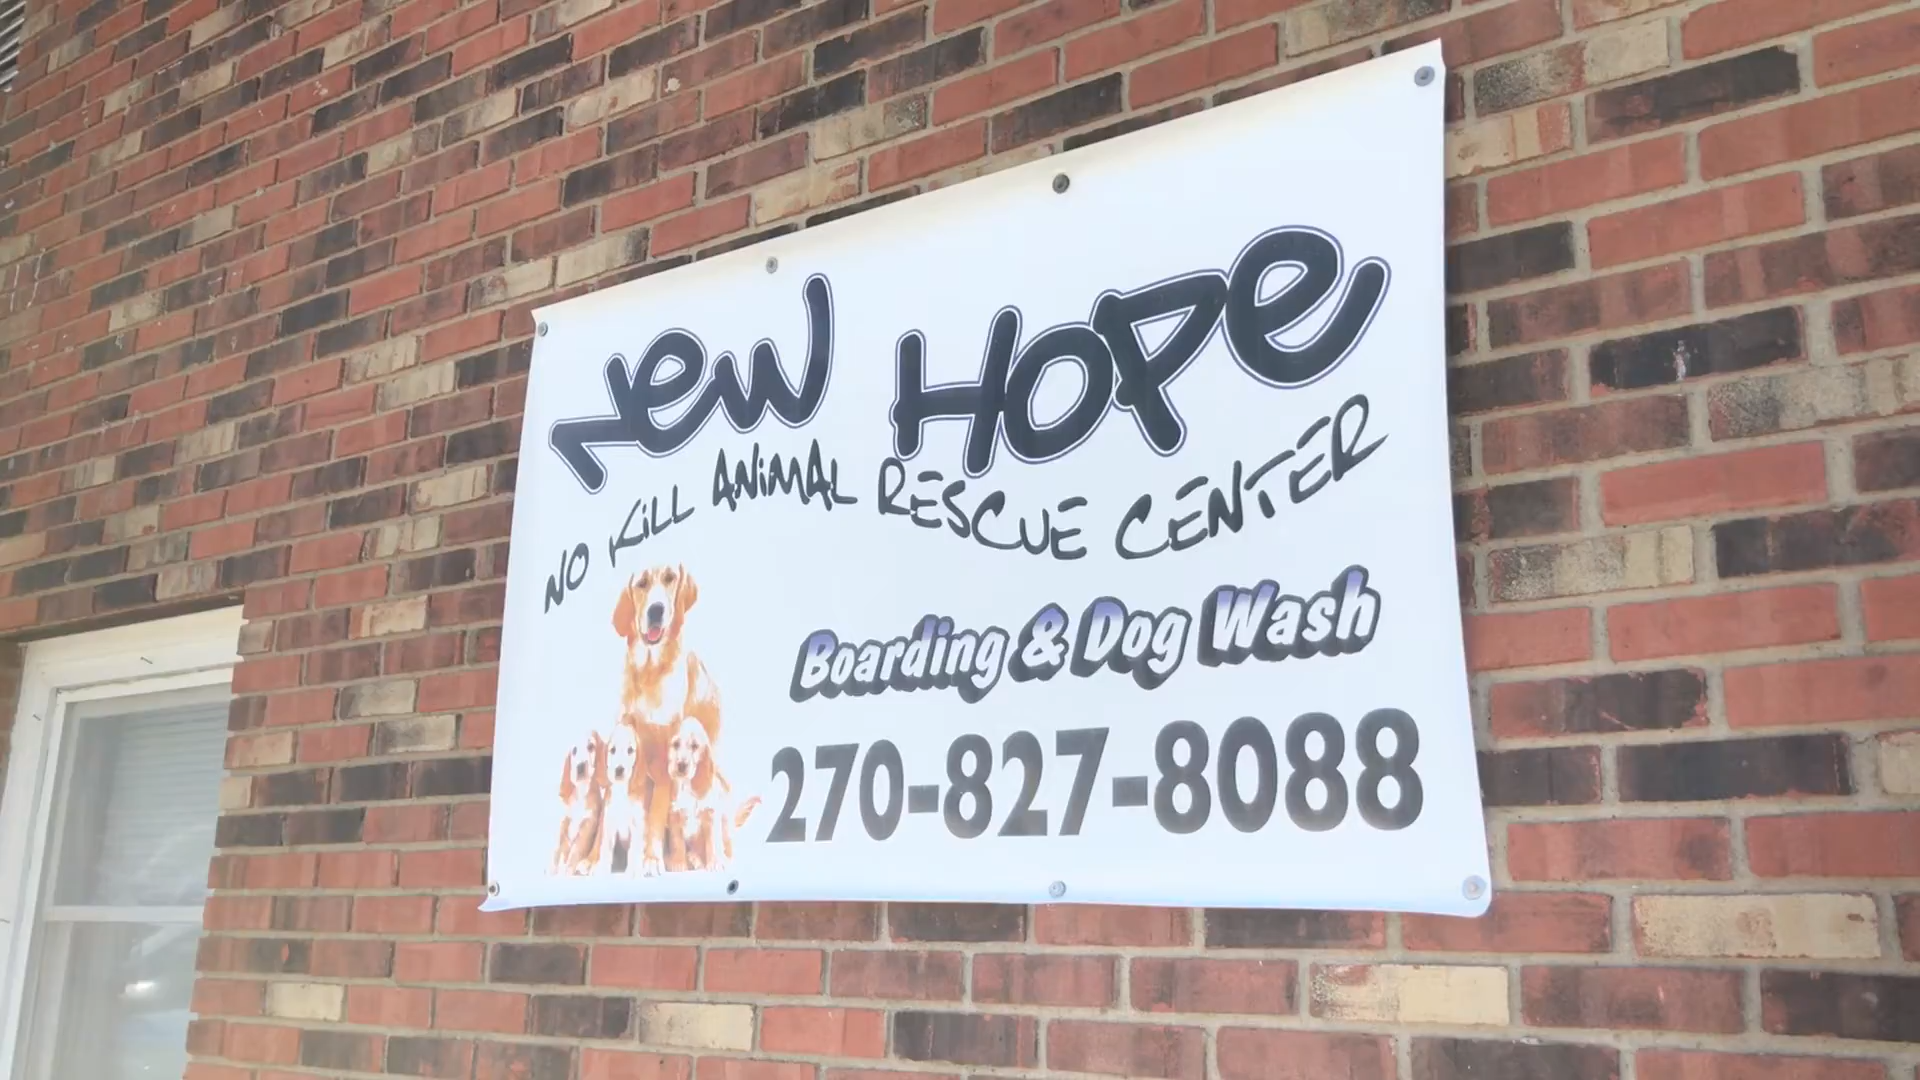 New Hope
NO KiLL ANiMAL RESCUE CENTER
Boarding & Dog Wash
270-827-8088